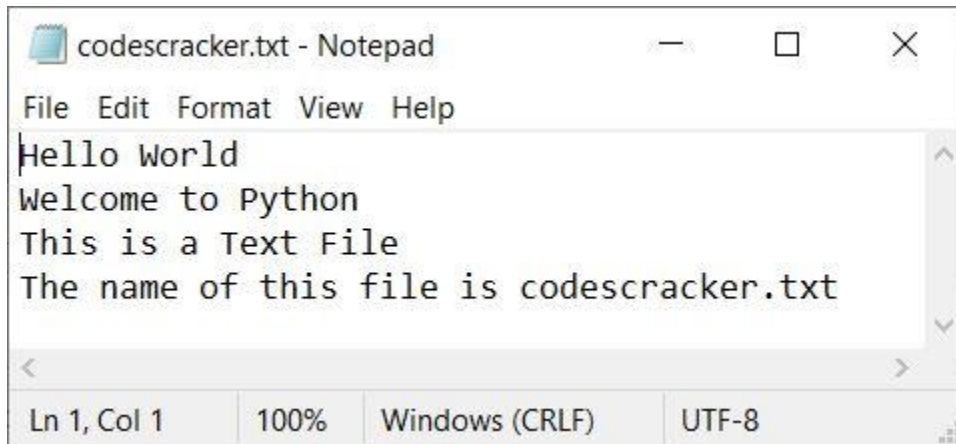 codescracker.txt - Notepad
File Edit Format View Help
Hello World
Welcome to Python
This is a Text File
The name of this file is codescracker.txt
Ln 1, Col 1 100% Windows (CRLF) UTF-8